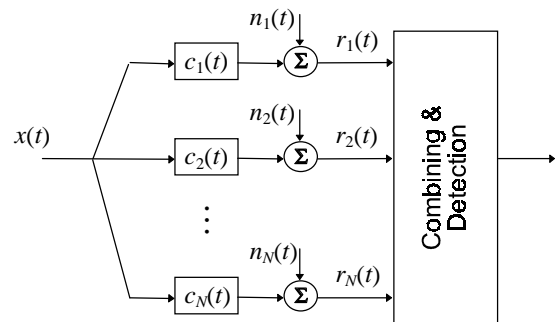 n1(t)
r1(t)
c1(t)
Σ
x(t)
n2(t)
r2(t)
c2(t)
Σ
nN(t)
rN(t)
cN(t)
Σ
Combining &
Detection